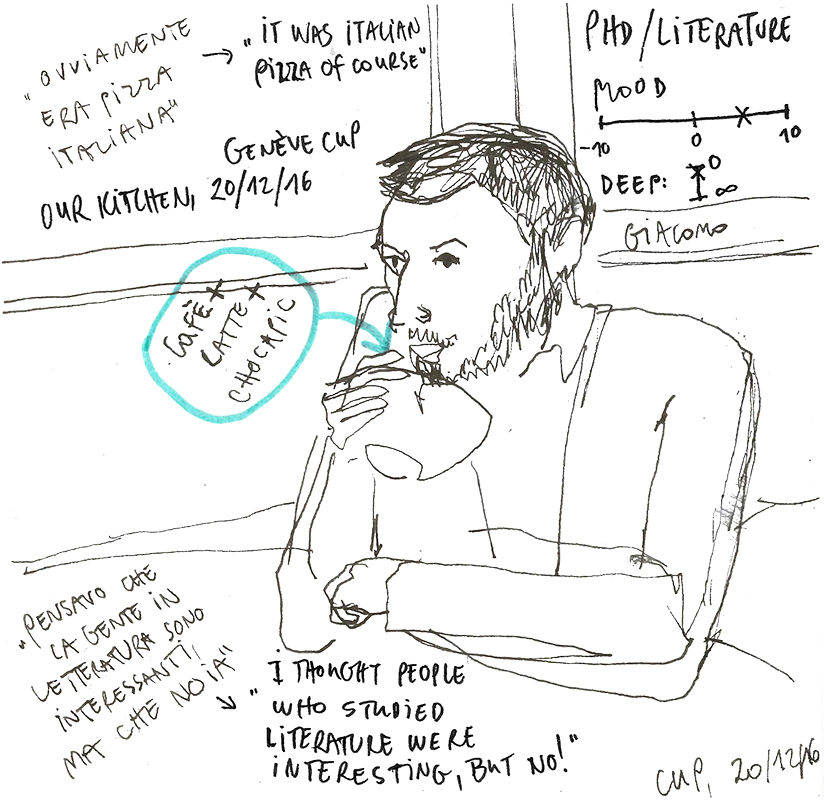 "OVVIAMENTE
ERA PIZZA
ITALIANA"
→ "IT WAS ITALIAN
PIZZA OF COURSE"
GENÈVE CUP
OUR KITCHEN, 20/12/16
PHD/LITERATURE
MOOD
-10 0 10
DEEP: 0
∞
GIACOMO
CAFÈ +
LATTE +
CHOCAPIC
"PENSAVO CHE
LA GENTE IN
LETTERATURA SONO
INTERESSANTI,
MA CHE NOIA"
"I THOUGHT PEOPLE
WHO STUDIED
LITERATURE WERE
INTERESTING, BUT NO!"
CUP, 20/12/16